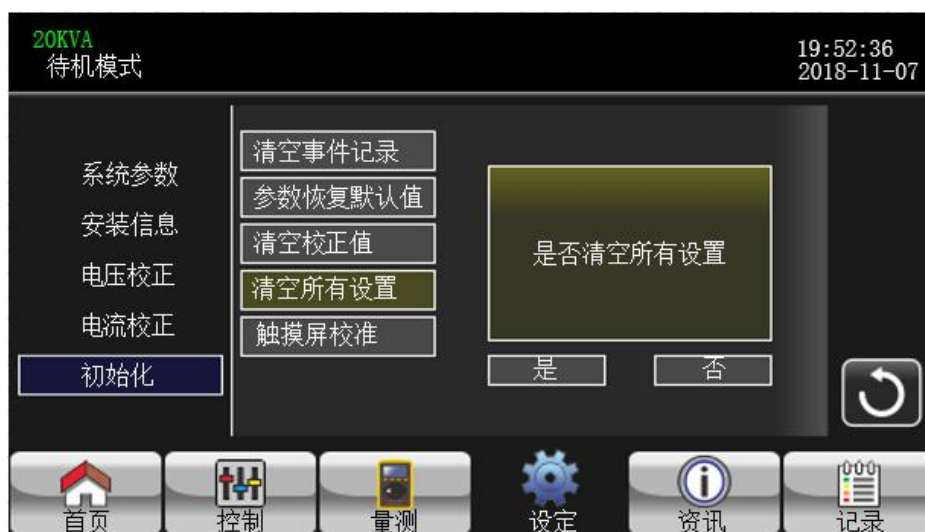 20KVA
待机模式
19:52:36
2018-11-07
系统参数
安装信息
电压校正
电流校正
初始化
清空事件记录
参数恢复默认值
清空校正值
清空所有设置
触摸屏校准
是否清空所有设置
是
否
首页
控制
量测
设定
资讯
记录